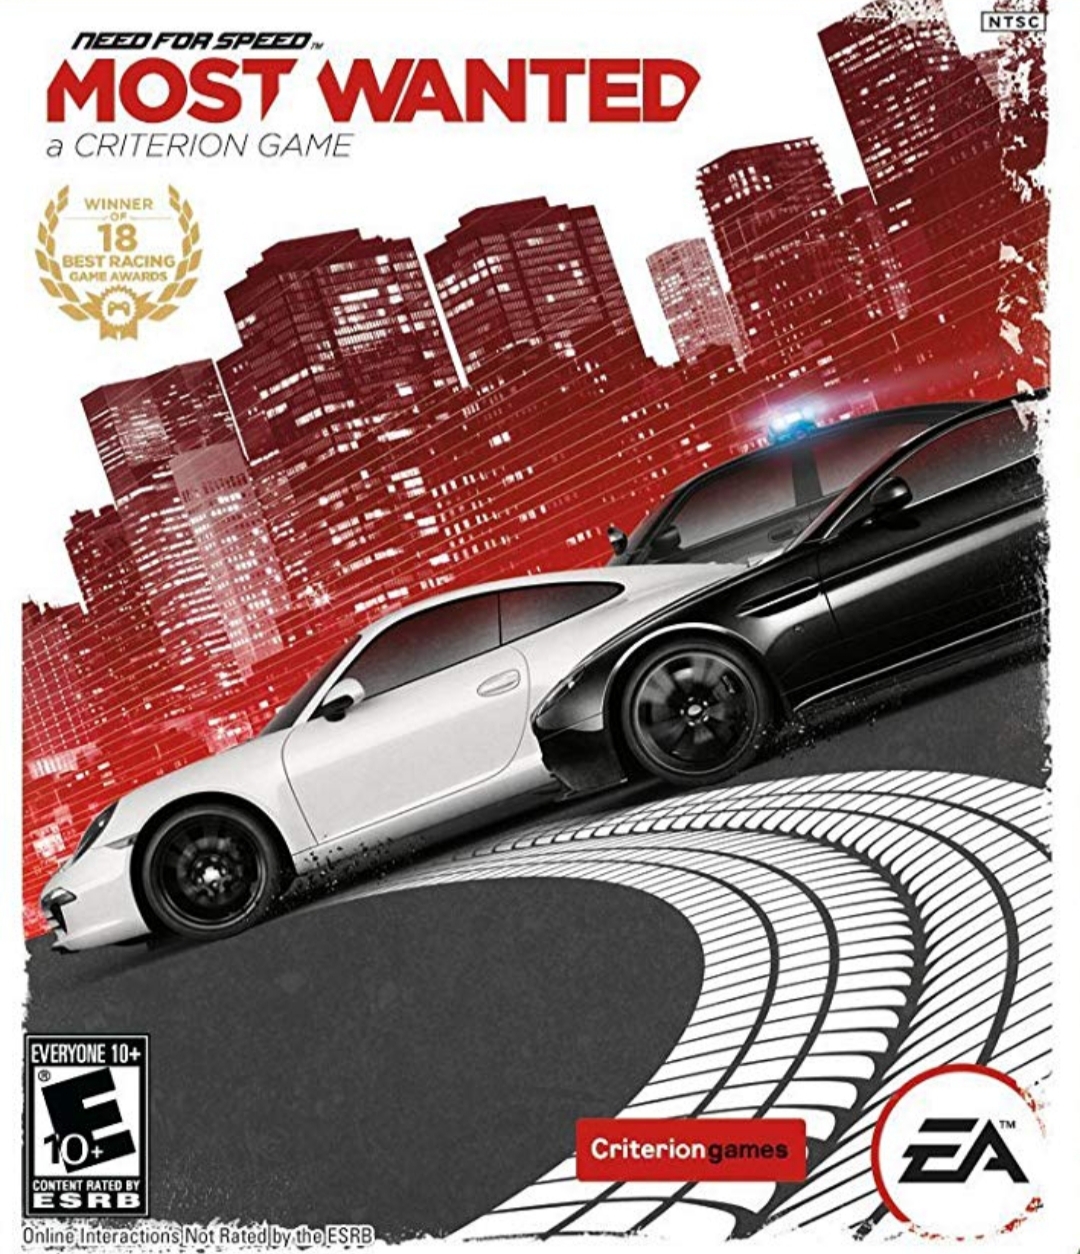 NTSC
NEED FOR SPEED™
MOST WANTED
a CRITERION GAME
WINNER
OF
18
BEST RACING
GAME AWARDS
EVERYONE 10+
®
E
10+
CONTENT RATED BY
ESRB
Criteriongames
EA™
Online Interactions Not Rated by the ESRB